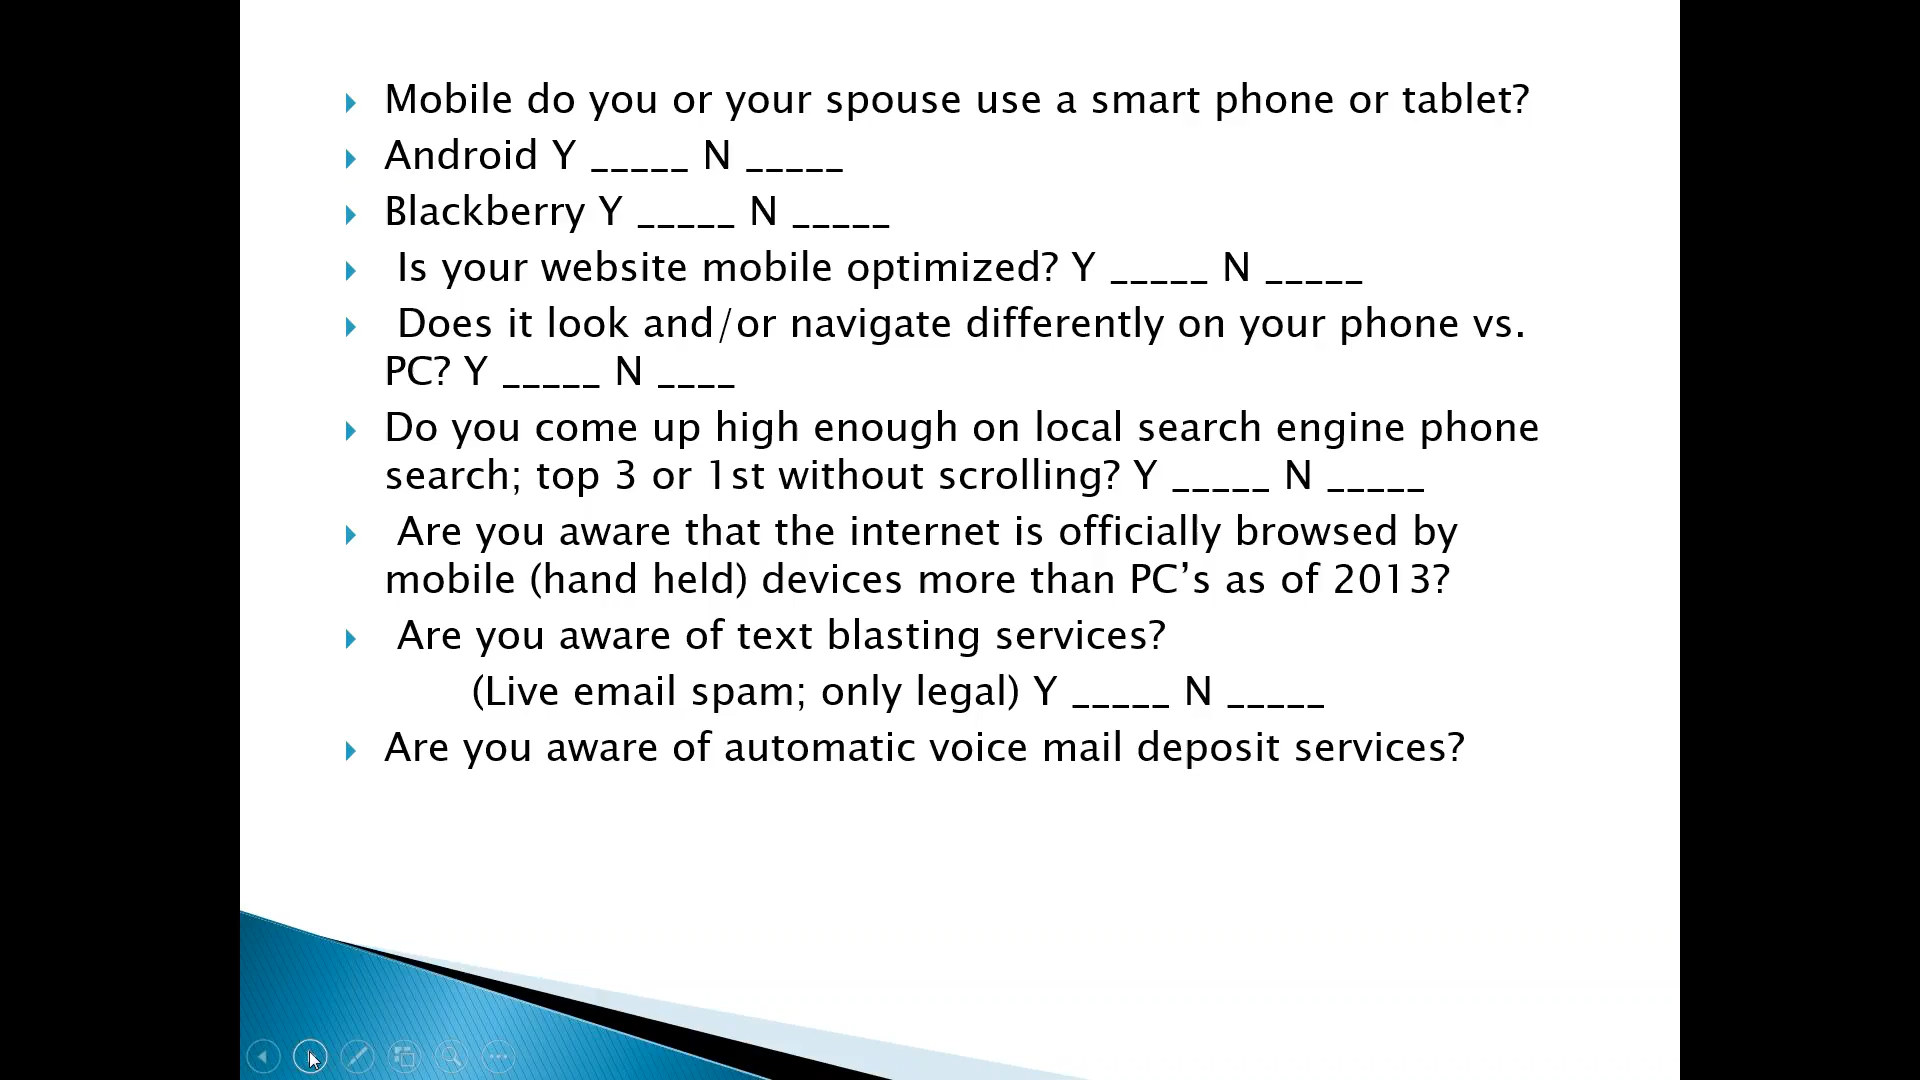 Mobile do you or your spouse use a smart phone or tablet?
Android Y _____ N _____
Blackberry Y _____ N _____
Is your website mobile optimized? Y _____ N _____
Does it look and/or navigate differently on your phone vs.
PC? Y _____ N ____
Do you come up high enough on local search engine phone
search; top 3 or 1st without scrolling? Y _____ N _____
Are you aware that the internet is officially browsed by
mobile (hand held) devices more than PC’s as of 2013?
Are you aware of text blasting services?
(Live email spam; only legal) Y _____ N _____
Are you aware of automatic voice mail deposit services?